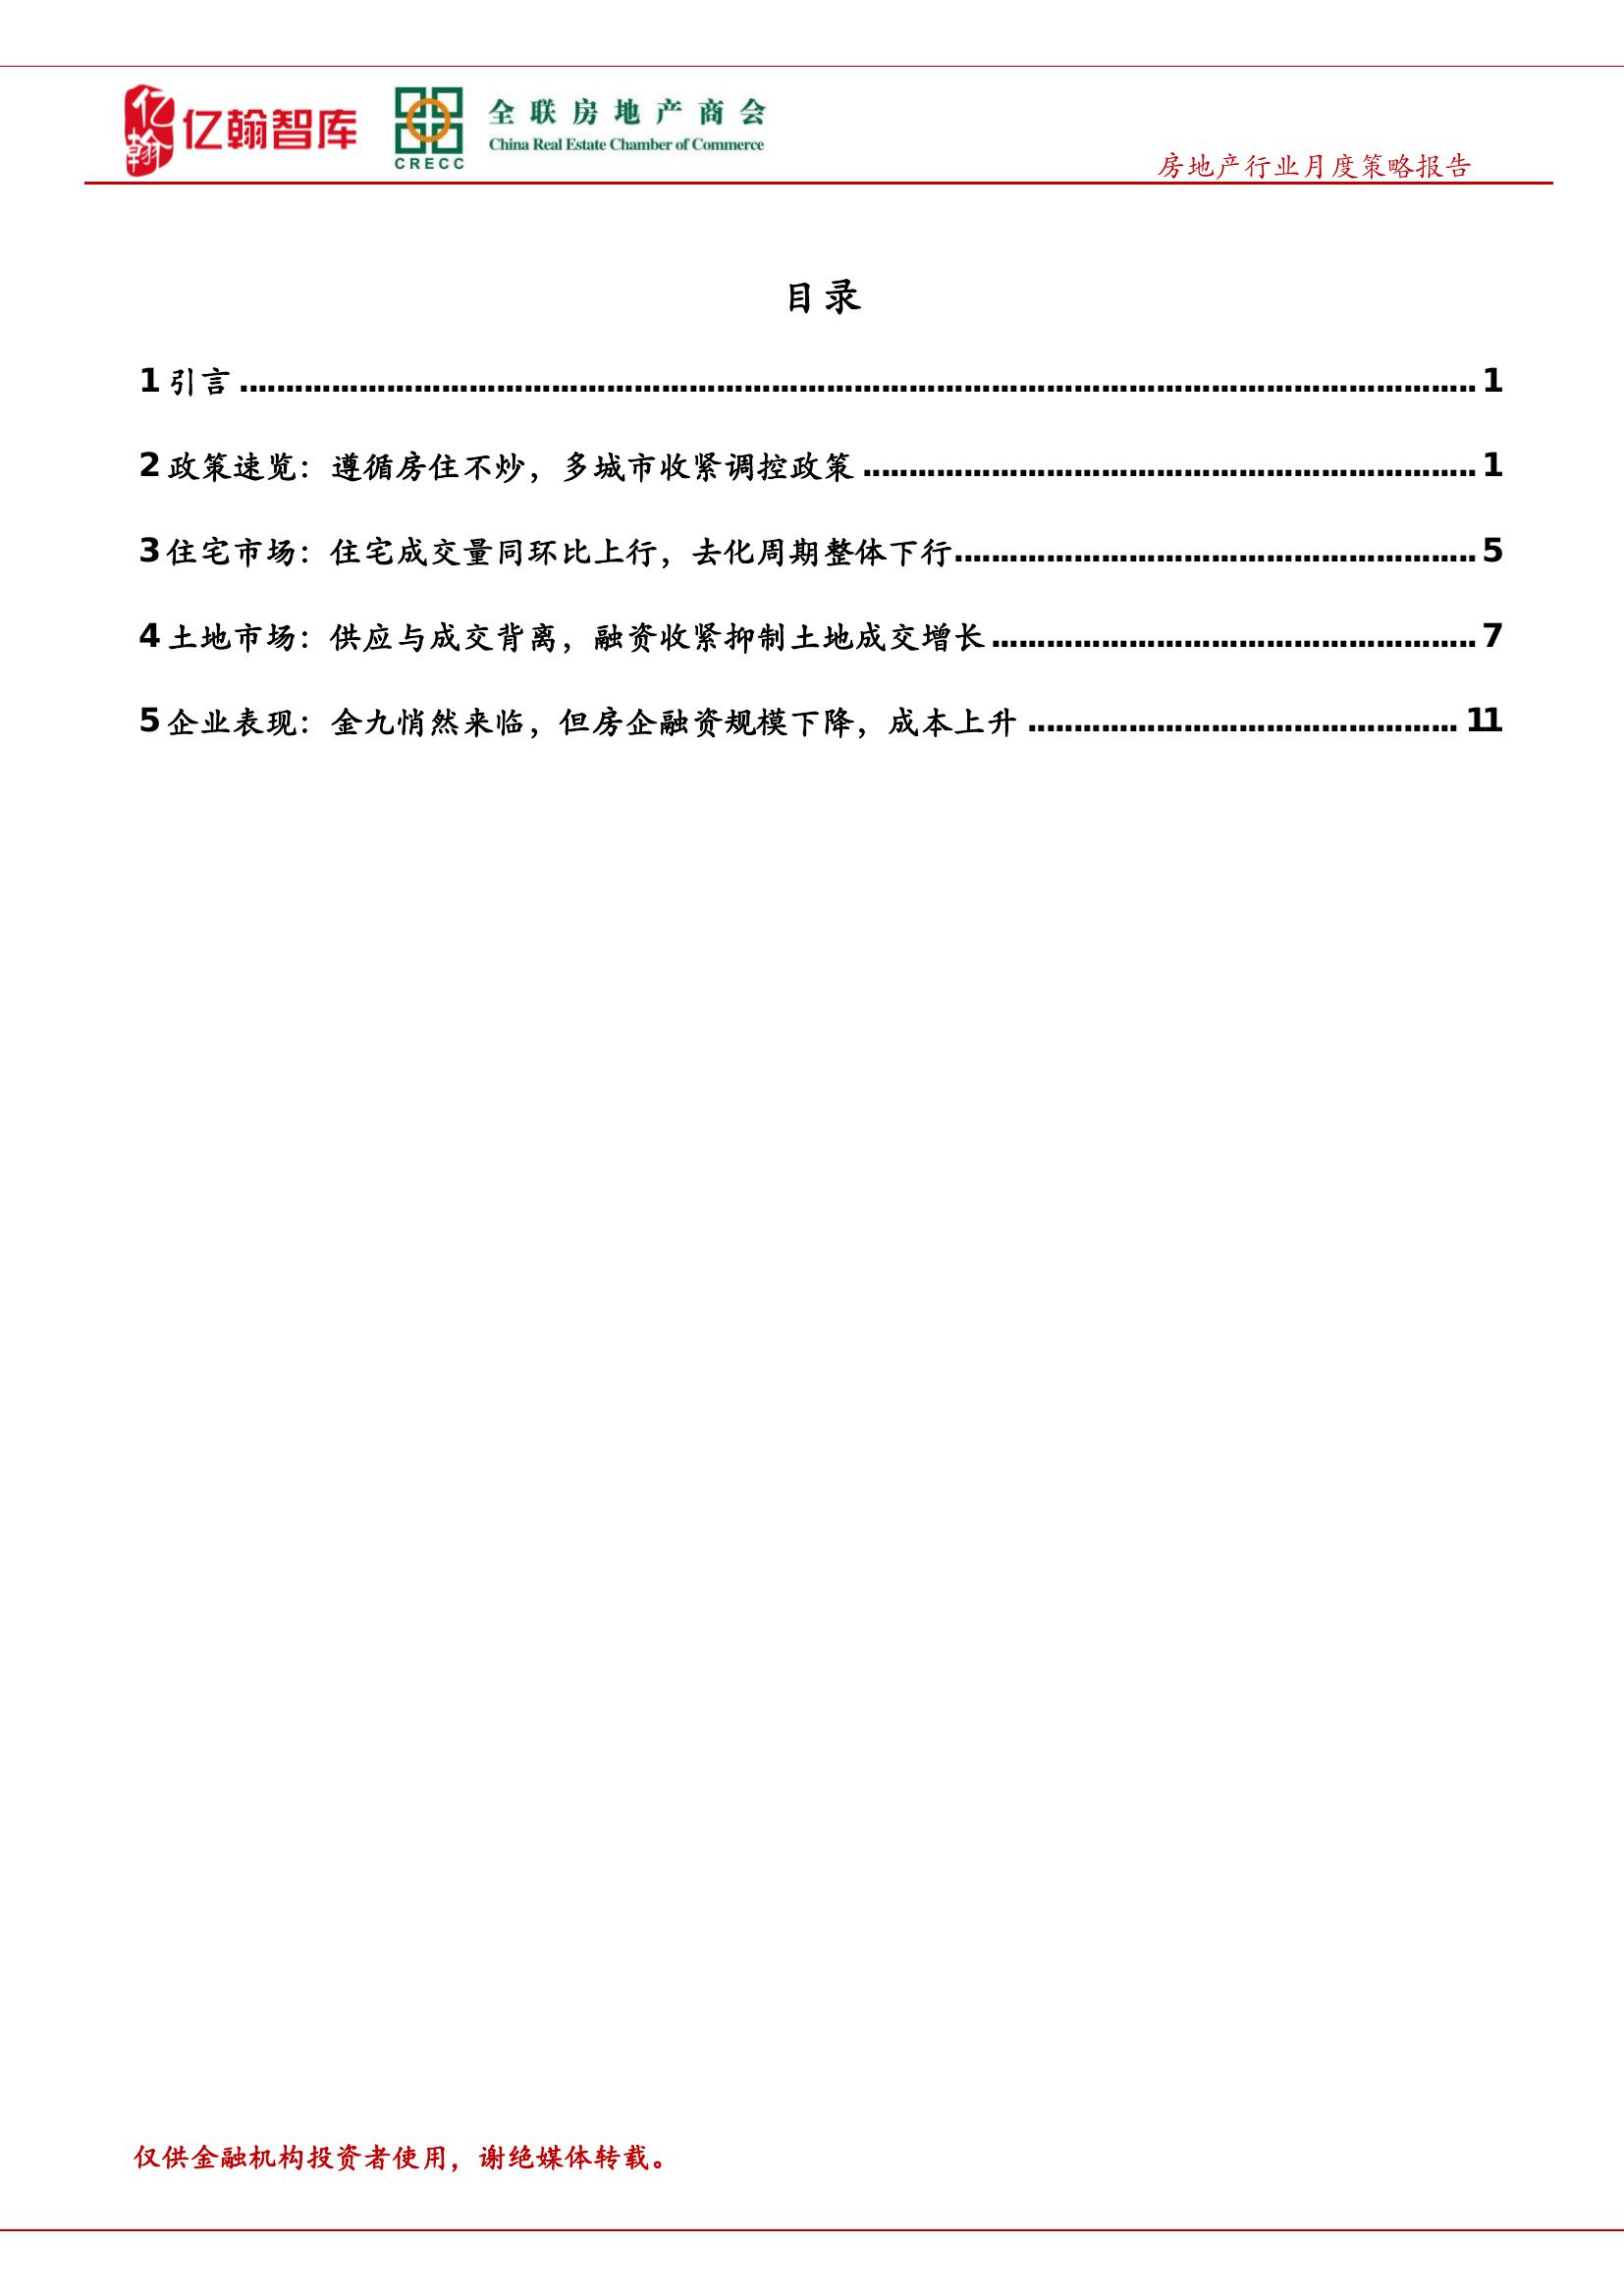 亿翰
亿翰智库
CRECC
全联房地产商会
China Real Estate Chamber of Commerce
房地产行业月度策略报告
目录
1 引言 ........................................ 1
2 政策速览：遵循房住不炒，多城市收紧调控政策 ........................................ 1
3 住宅市场：住宅成交量同环比上行，去化周期整体下行 ........................................ 5
4 土地市场：供应与成交背离，融资收紧抑制土地成交增长 ........................................ 7
5 企业表现：金九悄然来临，但房企融资规模下降，成本上升 ........................................ 11
仅供金融机构投资者使用，谢绝媒体转载。